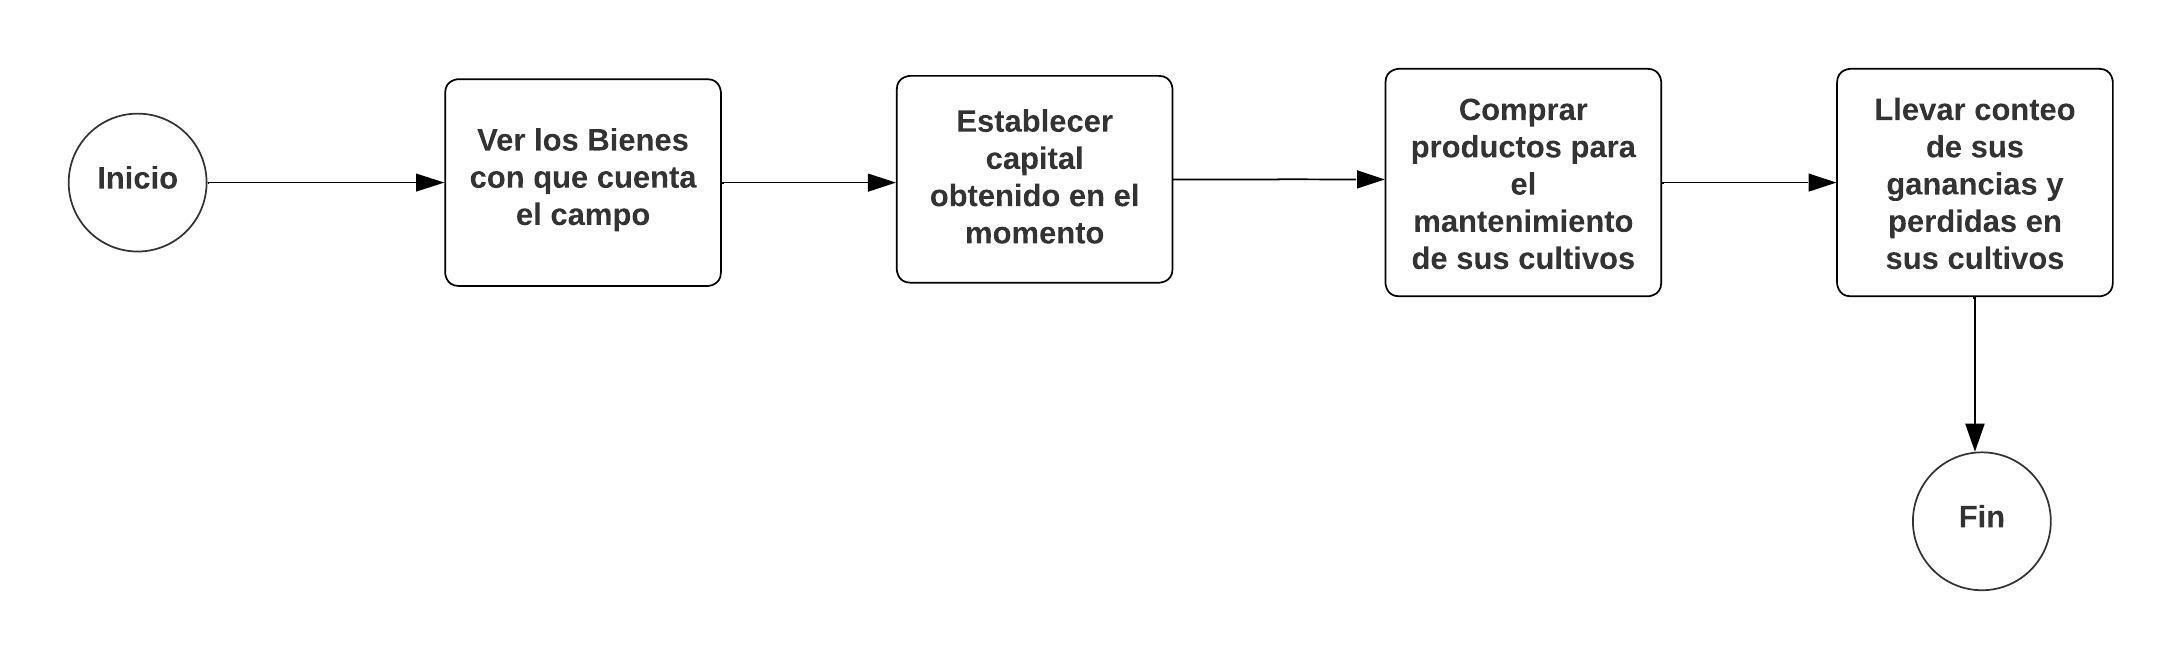 Inicio
Ver los Bienes
con que cuenta
el campo
Establecer
capital
obtenido en el
momento
Comprar
productos para
el
mantenimiento
de sus cultivos
Llevar conteo
de sus
ganancias y
perdidas en
sus cultivos
Fin